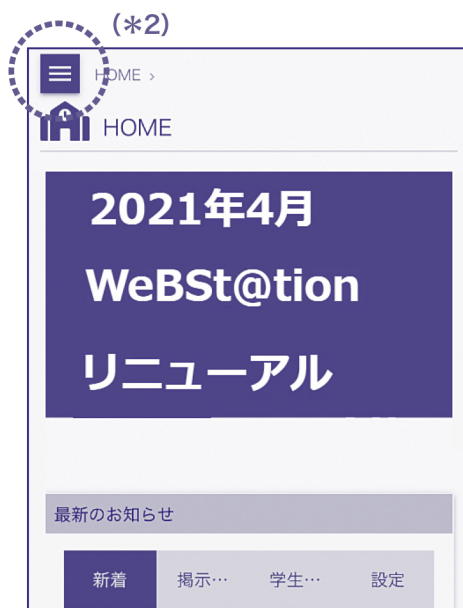 (*2)
HOME ›
HOME
2021年4月
WeBSt@tion
リニューアル
最新のお知らせ
新着 掲示… 学生… 設定